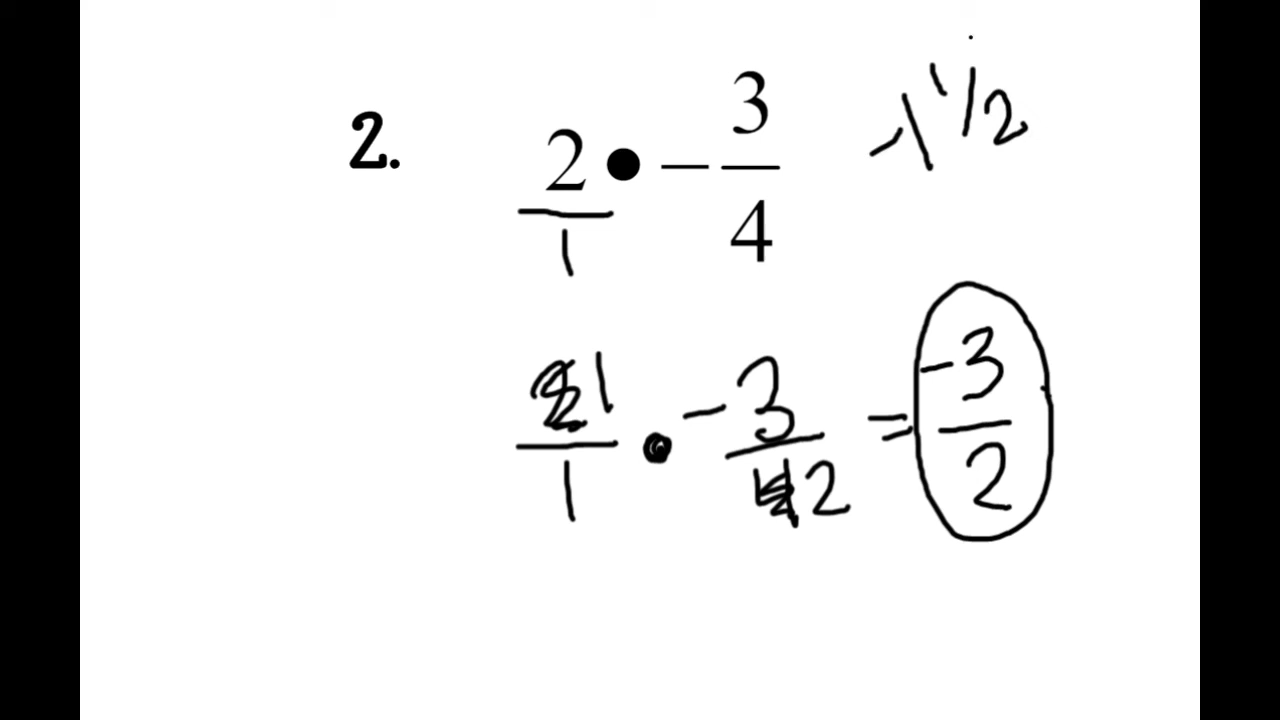 2. 2/1 • −3/4 -1 1/2
2 1/1 • -3/4 2 = -3/2